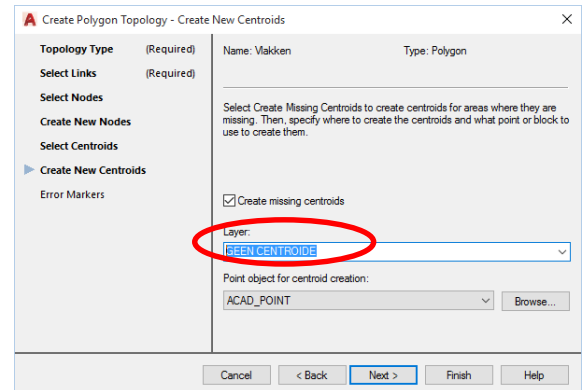 Create Polygon Topology - Create New Centroids
Topology Type (Required)
Select Links (Required)
Select Nodes
Create New Nodes
Select Centroids
Create New Centroids
Error Markers
Name: Vlakken Type: Polygon
Select Create Missing Centroids to create centroids for areas where they are
missing. Then, specify where to create the centroids and what point or block to
use to create them.
Create missing centroids
Layer:
GEEN CENTROIDE
Point object for centroid creation:
ACAD_POINT Browse...
Cancel < Back Next > Finish Help